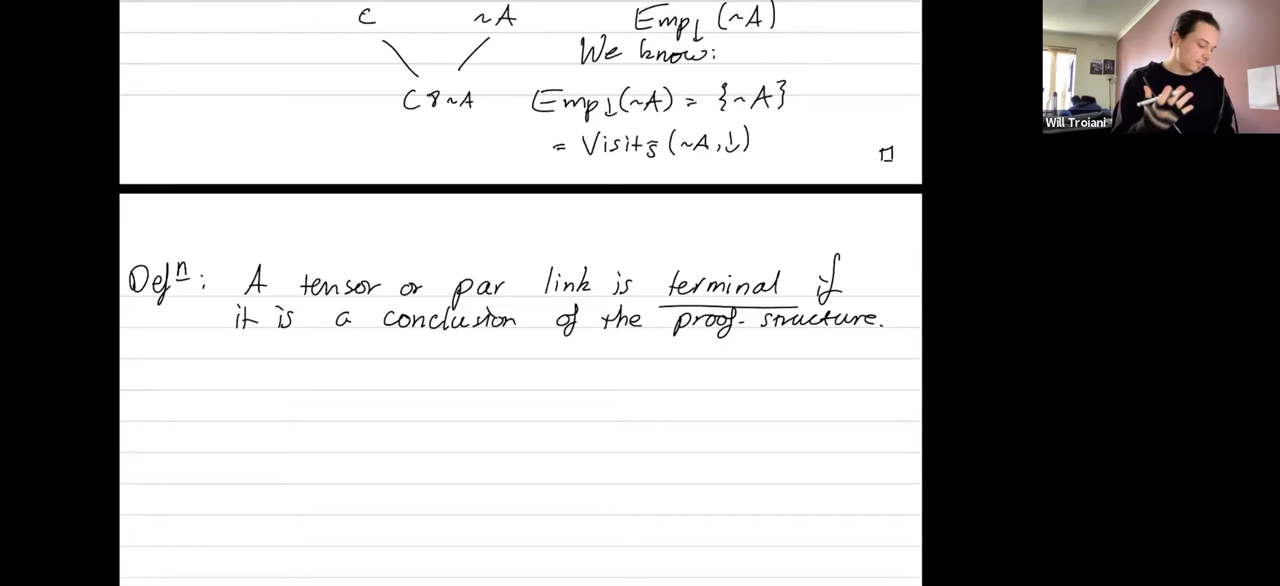 C ~A Emp↓(~A)
We know:
C⅋~A Emp↓(~A) = {~A}
= Visits(~A,↓)
□
Will Troiani
Defⁿ: A tensor or par link is terminal if
it is a conclusion of the proof-structure.